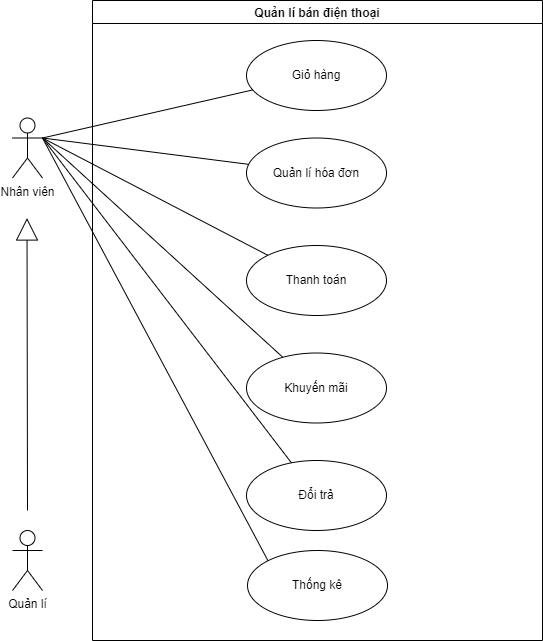 Quản lí bán điện thoại
Giỏ hàng
Nhân viên
Quản lí hóa đơn
Thanh toán
Khuyến mãi
Đổi trả
Thống kê
Quản lí